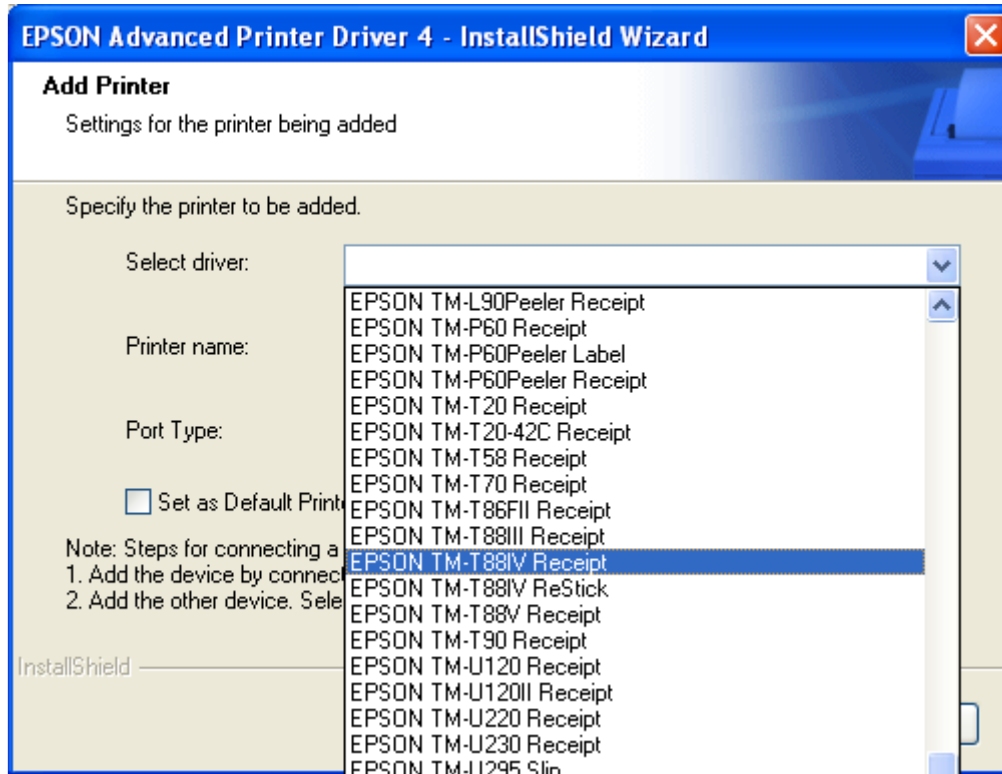 EPSON Advanced Printer Driver 4 - InstallShield Wizard
Add Printer
Settings for the printer being added
Specify the printer to be added.
Select driver:
EPSON TM-L90Peeler Receipt
EPSON TM-P60 Receipt
Printer name:
EPSON TM-P60Peeler Label
EPSON TM-P60Peeler Receipt
EPSON TM-T20 Receipt
Port Type:
EPSON TM-T20-42C Receipt
EPSON TM-T58 Receipt
EPSON TM-T70 Receipt
Set as Default Printe
EPSON TM-T86FII Receipt
EPSON TM-T88III Receipt
Note: Steps for connecting a
EPSON TM-T88IV Receipt
1. Add the device by connect
EPSON TM-T88IV ReStick
2. Add the other device. Sele
EPSON TM-T88V Receipt
EPSON TM-T90 Receipt
InstallShield
EPSON TM-U120 Receipt
EPSON TM-U120II Receipt
EPSON TM-U220 Receipt
EPSON TM-U230 Receipt
EPSON TM-U295 Slip